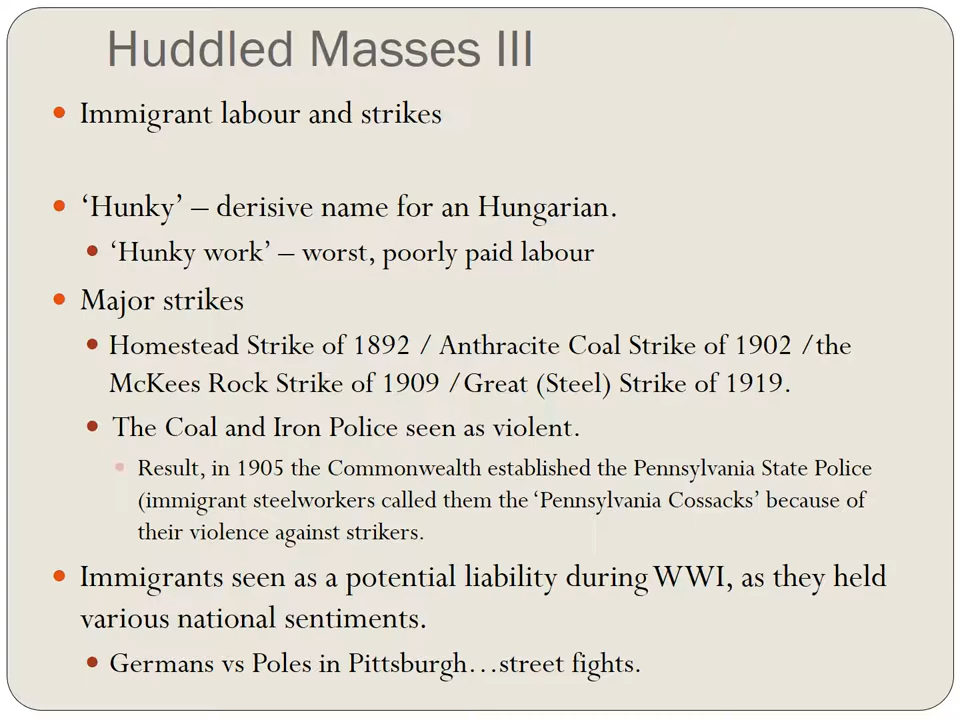 Huddled Masses III
• Immigrant labour and strikes
• ‘Hunky’ – derisive name for an Hungarian.
• ‘Hunky work’ – worst, poorly paid labour
• Major strikes
• Homestead Strike of 1892 / Anthracite Coal Strike of 1902 /the
McKees Rock Strike of 1909 /Great (Steel) Strike of 1919.
• The Coal and Iron Police seen as violent.
• Result, in 1905 the Commonwealth established the Pennsylvania State Police
(immigrant steelworkers called them the ‘Pennsylvania Cossacks’ because of
their violence against strikers.
• Immigrants seen as a potential liability during WWI, as they held
various national sentiments.
• Germans vs Poles in Pittsburgh…street fights.